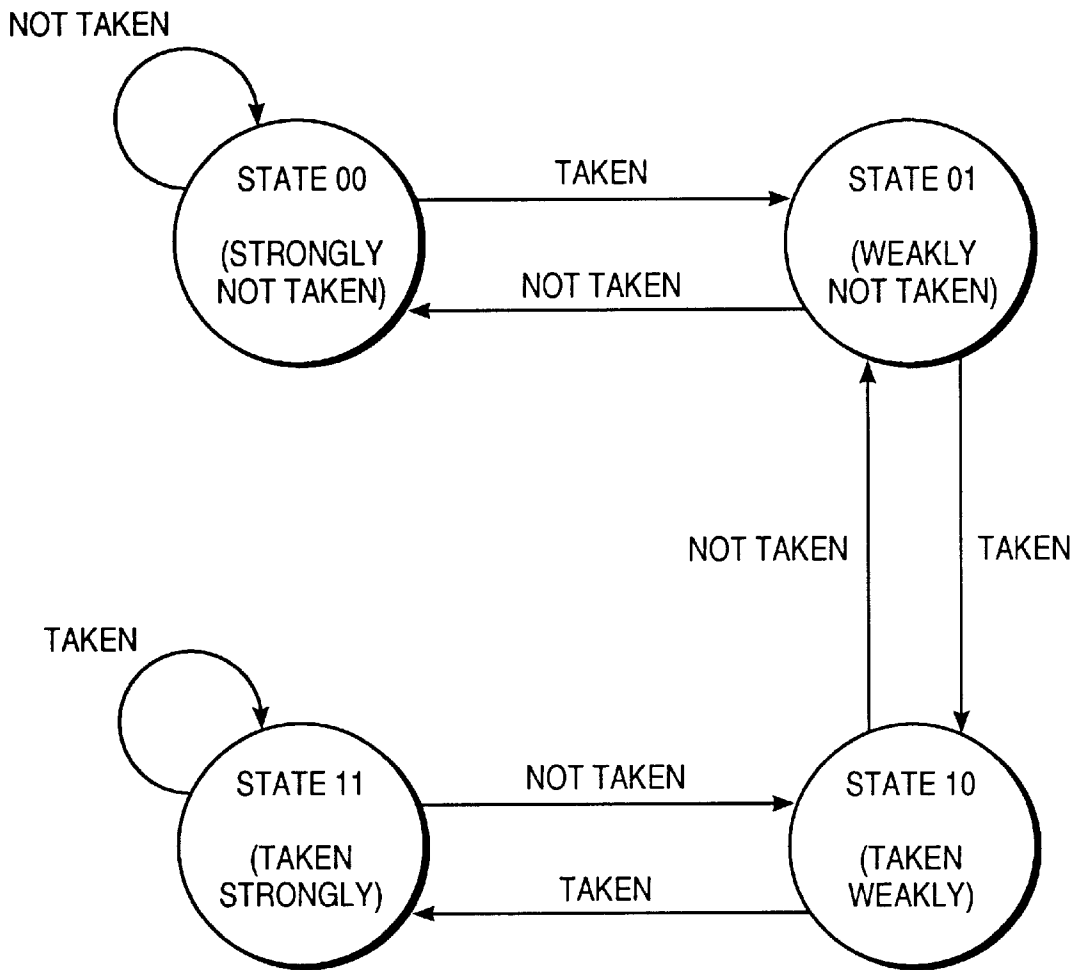 NOT TAKEN
STATE 00
(STRONGLY
NOT TAKEN)
TAKEN
NOT TAKEN
STATE 01
(WEAKLY
NOT TAKEN)
NOT TAKEN
TAKEN
TAKEN
STATE 11
(TAKEN
STRONGLY)
NOT TAKEN
TAKEN
STATE 10
(TAKEN
WEAKLY)